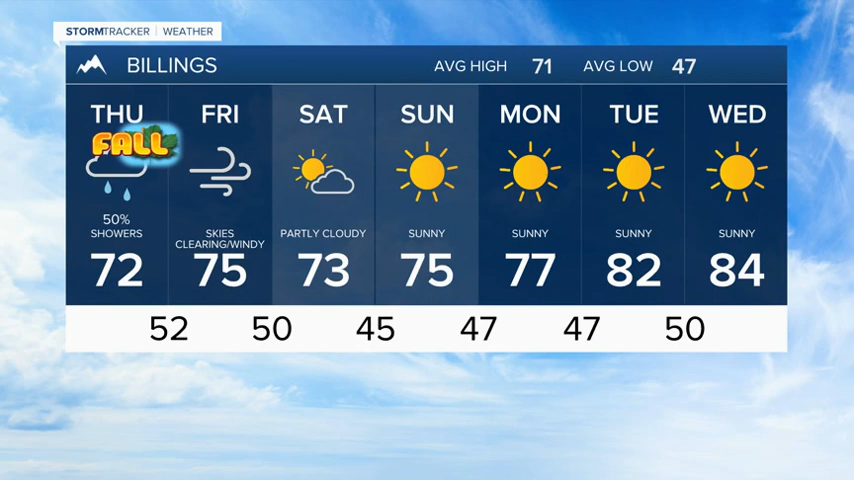 STORMTRACKER | WEATHER
BILLINGS AVG HIGH 71 AVG LOW 47
THU FRI SAT SUN MON TUE WED
FALL
50%
SHOWERS SKIES CLEARING/WINDY PARTLY CLOUDY SUNNY SUNNY SUNNY SUNNY
72 75 73 75 77 82 84
52 50 45 47 47 50